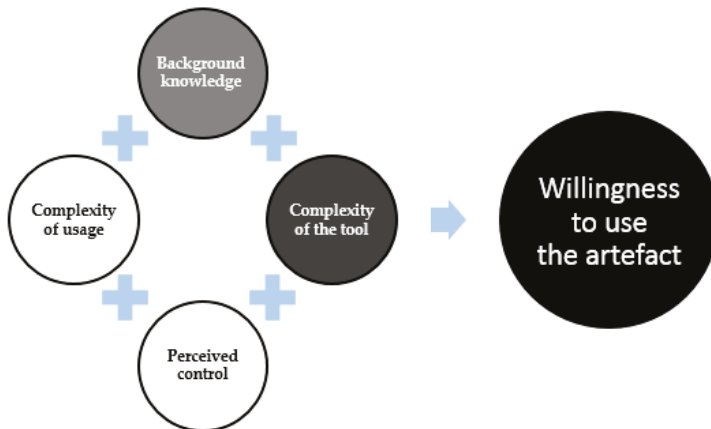 Background
knowledge
Complexity
of usage
Complexity
of the tool
Perceived
control
Willingness
to use
the artefact